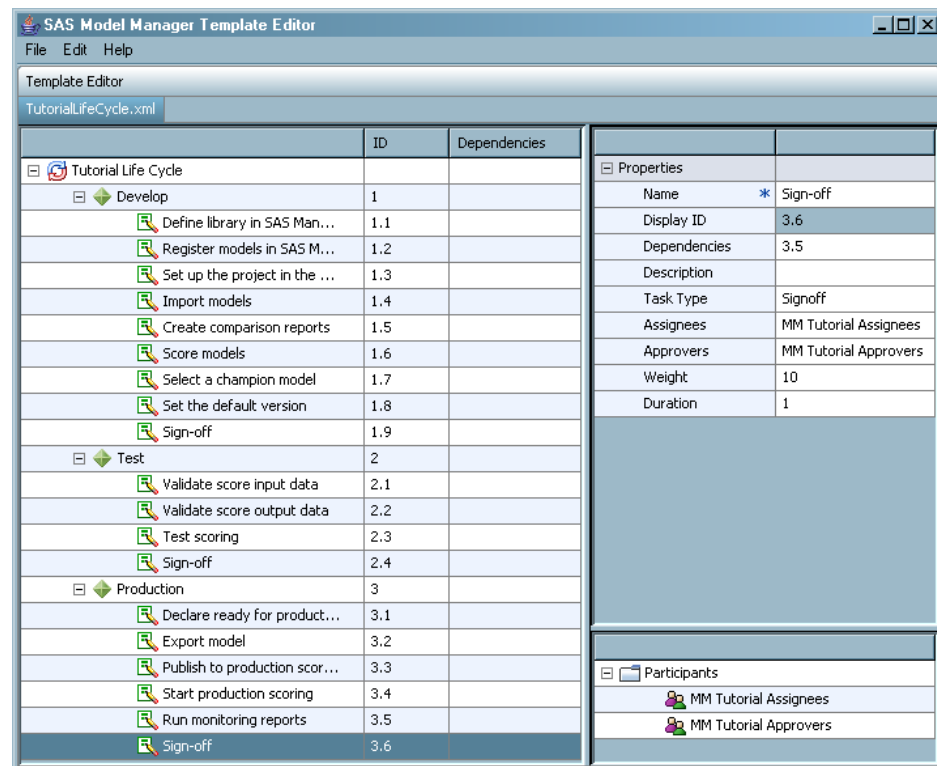 SAS Model Manager Template Editor
File Edit Help
Template Editor
TutorialLifeCycle.xml
ID Dependencies
Tutorial Life Cycle
Develop 1
Define library in SAS Man... 1.1
Register models in SAS M... 1.2
Set up the project in the ... 1.3
Import models 1.4
Create comparison reports 1.5
Score models 1.6
Select a champion model 1.7
Set the default version 1.8
Sign-off 1.9
Test 2
Validate score input data 2.1
Validate score output data 2.2
Test scoring 2.3
Sign-off 2.4
Production 3
Declare ready for product... 3.1
Export model 3.2
Publish to production scor... 3.3
Start production scoring 3.4
Run monitoring reports 3.5
Sign-off 3.6
Properties
Name * Sign-off
Display ID 3.6
Dependencies 3.5
Description
Task Type Signoff
Assignees MM Tutorial Assignees
Approvers MM Tutorial Approvers
Weight 10
Duration 1
Participants
MM Tutorial Assignees
MM Tutorial Approvers